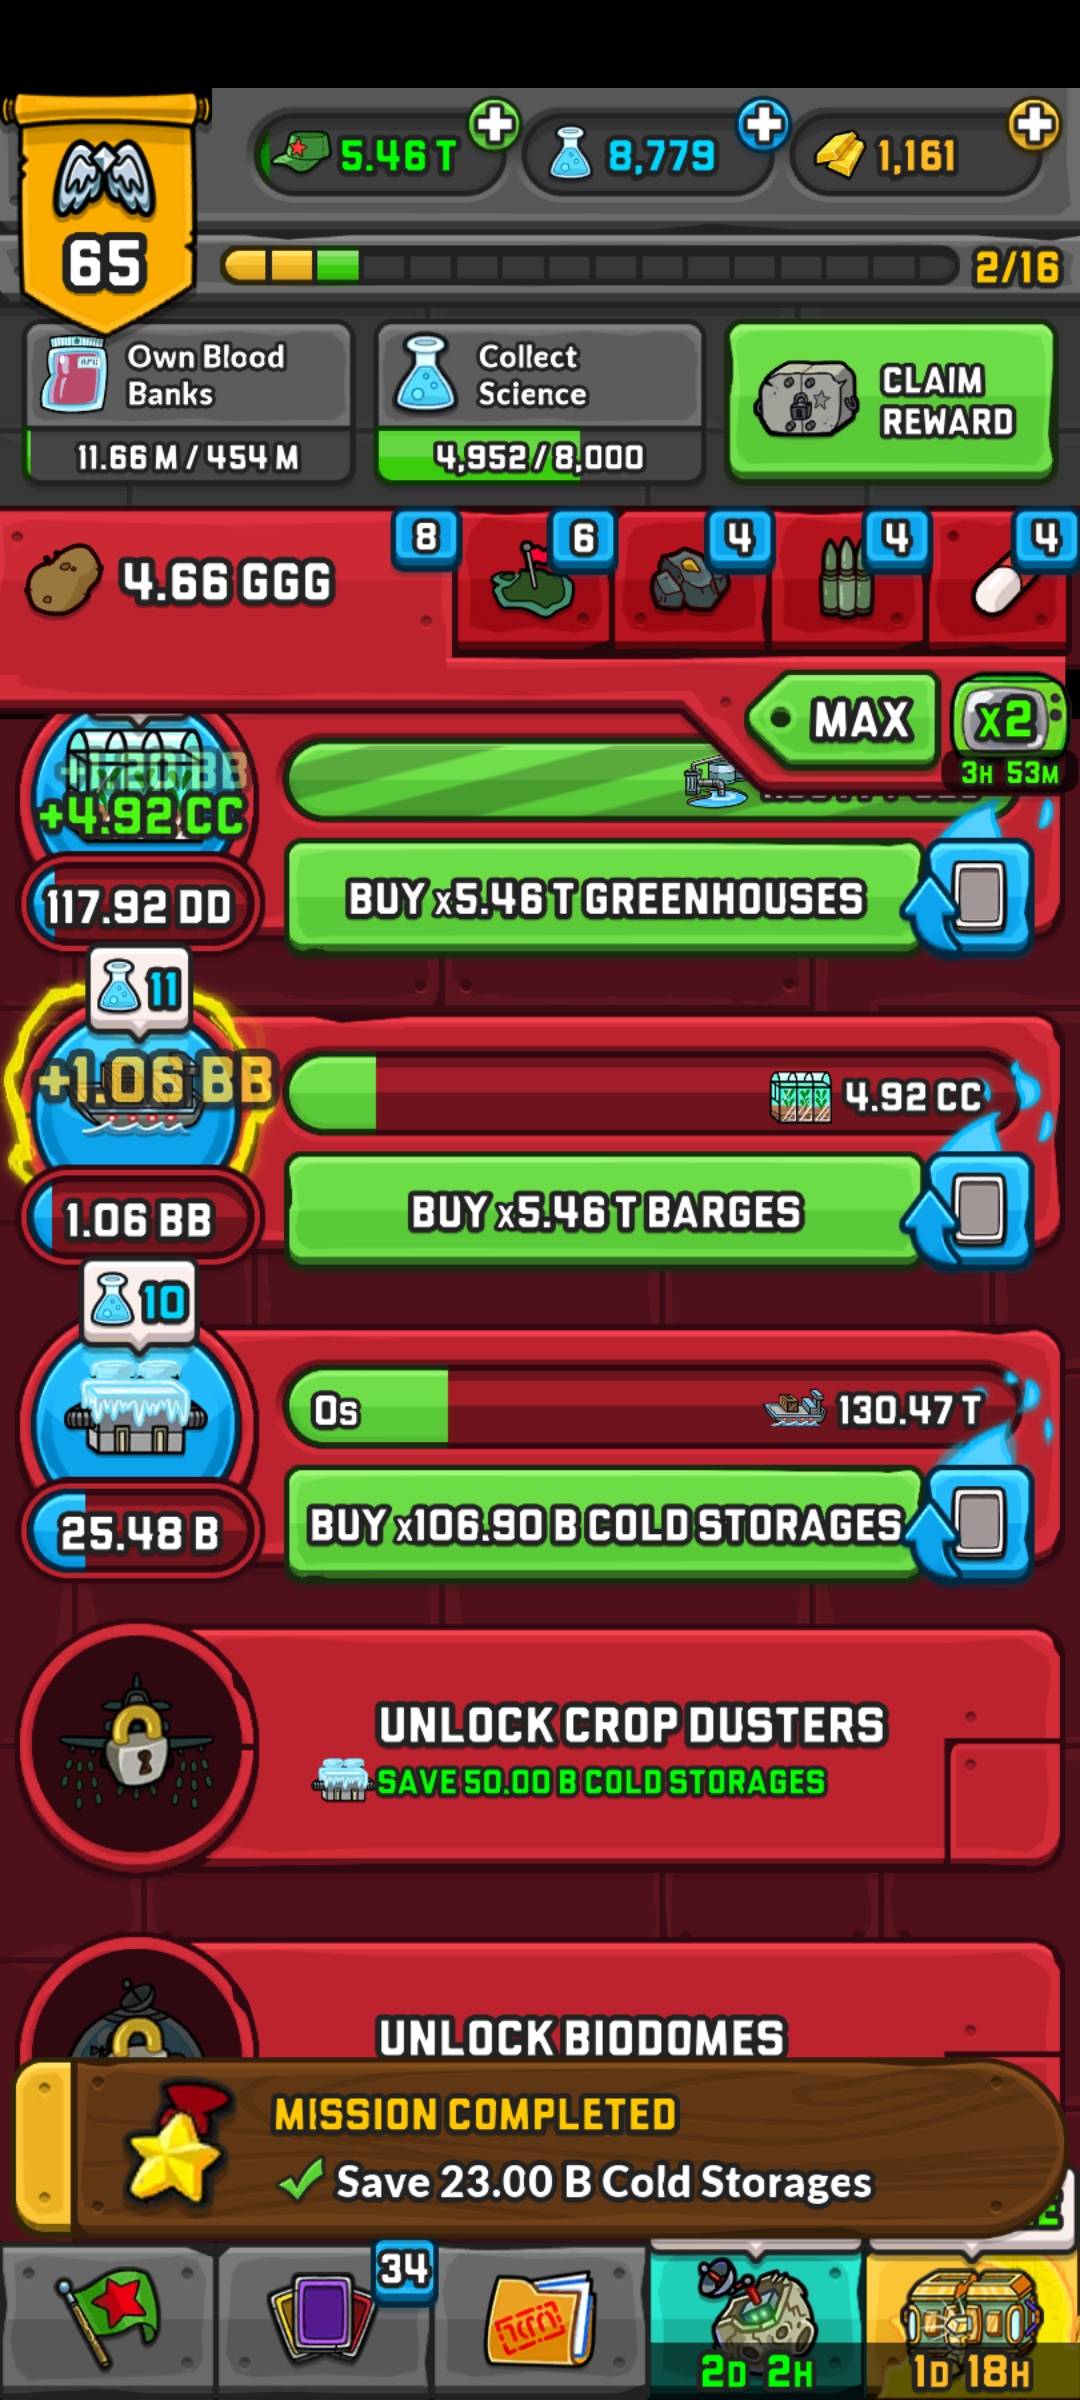 5.46 T
8,779
1,161
65
2/16
Own Blood
Banks
11.66 M / 454 M
Collect
Science
4,952/8,000
CLAIM
REWARD
4.66 GGG
8
6
4
4
4
MAX
x2
3H 53M
+4.92 CC
117.92 DD
BUY x5.46 T GREENHOUSES
11
+1.06 BB
4.92 CC
1.06 BB
BUY x5.46 T BARGES
10
0s
130.47 T
25.48 B
BUY x106.90 B COLD STORAGES
UNLOCK CROP DUSTERS
SAVE 50.00 B COLD STORAGES
UNLOCK BIODOMES
MISSION COMPLETED
Save 23.00 B Cold Storages
34
2D 2H
1D 18H